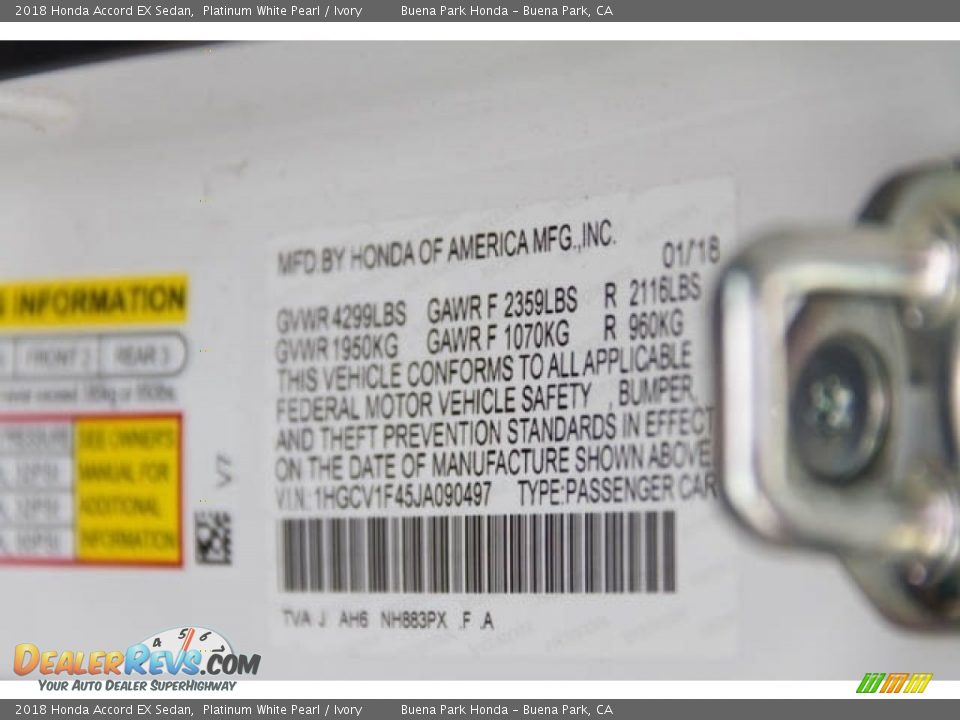 2018 Honda Accord EX Sedan, Platinum White Pearl / Ivory Buena Park Honda – Buena Park, CA
MFD.BY HONDA OF AMERICA MFG.,INC.
01/'18
GVWR 4299LBS GAWR F 2359LBS R 2116LBS
GVWR 1950KG GAWR F 1070KG R 960KG
THIS VEHICLE CONFORMS TO ALL APPLICABLE
FEDERAL MOTOR VEHICLE SAFETY , BUMPER,
AND THEFT PREVENTION STANDARDS IN EFFECT
ON THE DATE OF MANUFACTURE SHOWN ABOVE
V.I.N.: 1HGCV1F45JA090497 TYPE:PASSENGER CAR
TVA J AH6 NH883PX .F .A
INFORMATION
FRONT 2 REAR 3
SEE OWNER'S
MANUAL FOR
ADDITIONAL
INFORMATION
4 5 6
DEALERREVS.COM
YOUR AUTO DEALER SUPERHIGHWAY
2018 Honda Accord EX Sedan, Platinum White Pearl / Ivory Buena Park Honda – Buena Park, CA